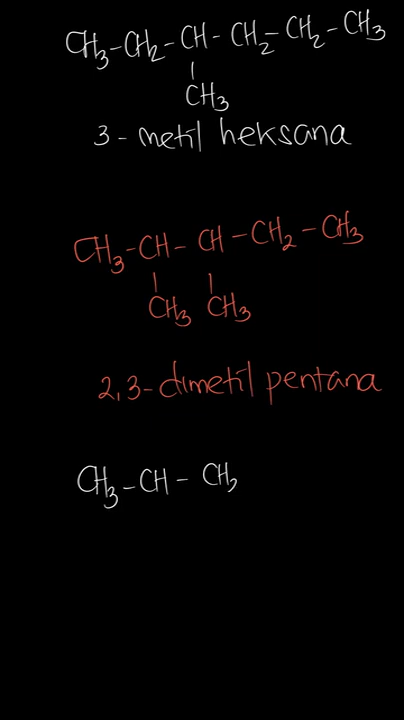 CH₃-CH₂-CH-CH₂-CH₂-CH₃
CH₃
3-metil heksana
CH₃-CH-CH-CH₂-CH₃
CH₃ CH₃
2,3-dimetil pentana
CH₃-CH-CH₂